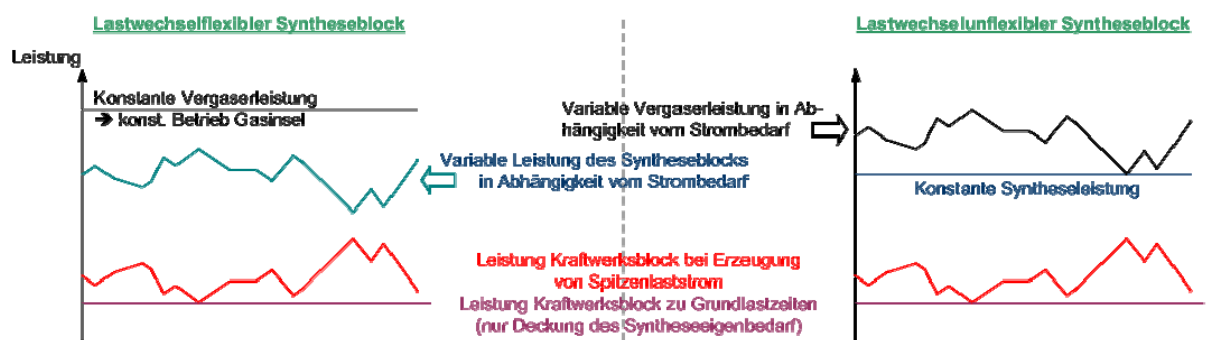 Lastwechselflexibler Syntheseblock
Lastwechselunflexibler Syntheseblock
Leistung
Konstante Vergaserleistung
➔ konst. Betrieb Gasinsel
Variable Vergaserleistung in Ab-
hängigkeit vom Strombedarf
Variable Leistung des Syntheseblocks
in Abhängigkeit vom Strombedarf
Konstante Syntheseleistung
Leistung Kraftwerksblock bei Erzeugung
von Spitzenlaststrom
Leistung Kraftwerksblock zu Grundlastzeiten
(nur Deckung des Syntheseeigenbedarf)